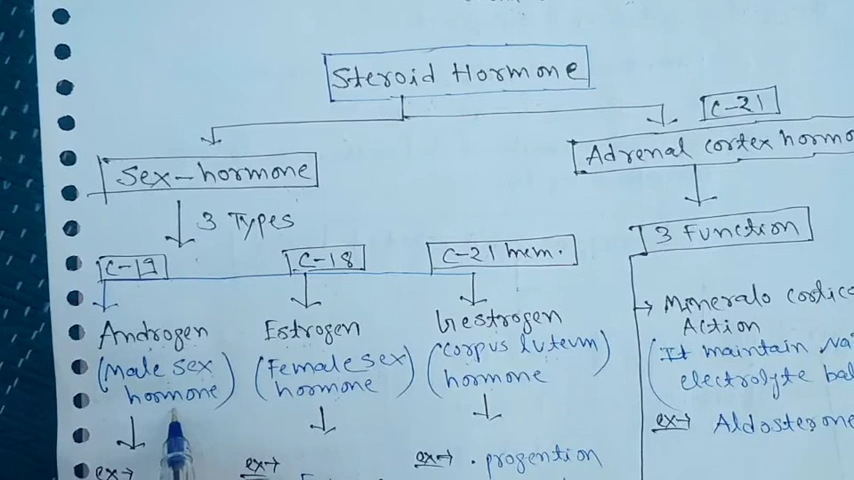 Steroid Hormone
C-21
Sex-hormone
Adrenal cortex hormo
3 Types
3 Function
C-19
C-18
C-21 mem.
Androgen
Estrogen
Gestrogen
(Male sex
hormone)
(Female sex
hormone)
(Corpus luteum
hormone)
→ Mineralo cortico
Action
(It maintain Na
electrolyte bal
ex→ Aldosterone
ex→
ex→
ex→ . progention